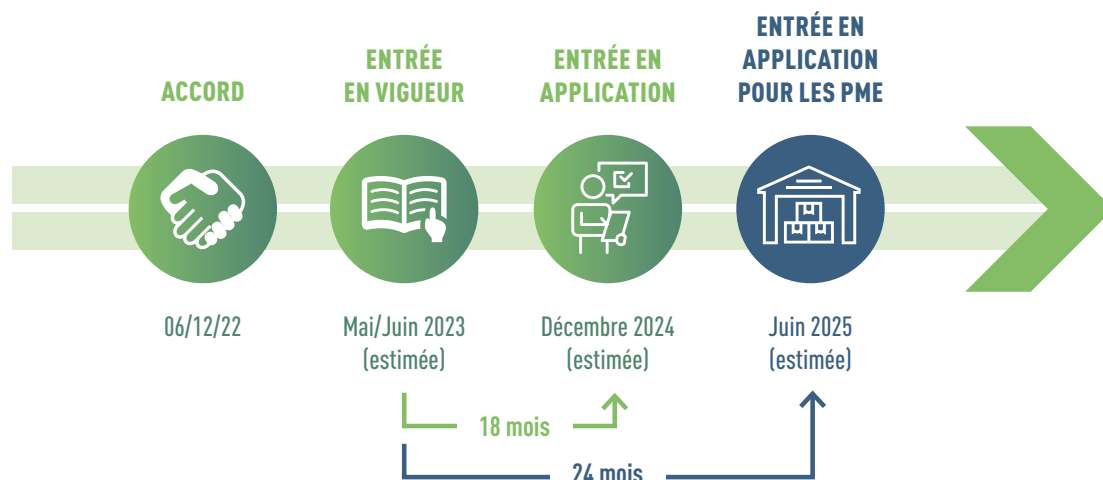 ACCORD
06/12/22
ENTRÉE
EN VIGUEUR
Mai/Juin 2023
(estimée)
ENTRÉE EN
APPLICATION
Décembre 2024
(estimée)
ENTRÉE EN
APPLICATION
POUR LES PME
Juin 2025
(estimée)
18 mois
24 mois